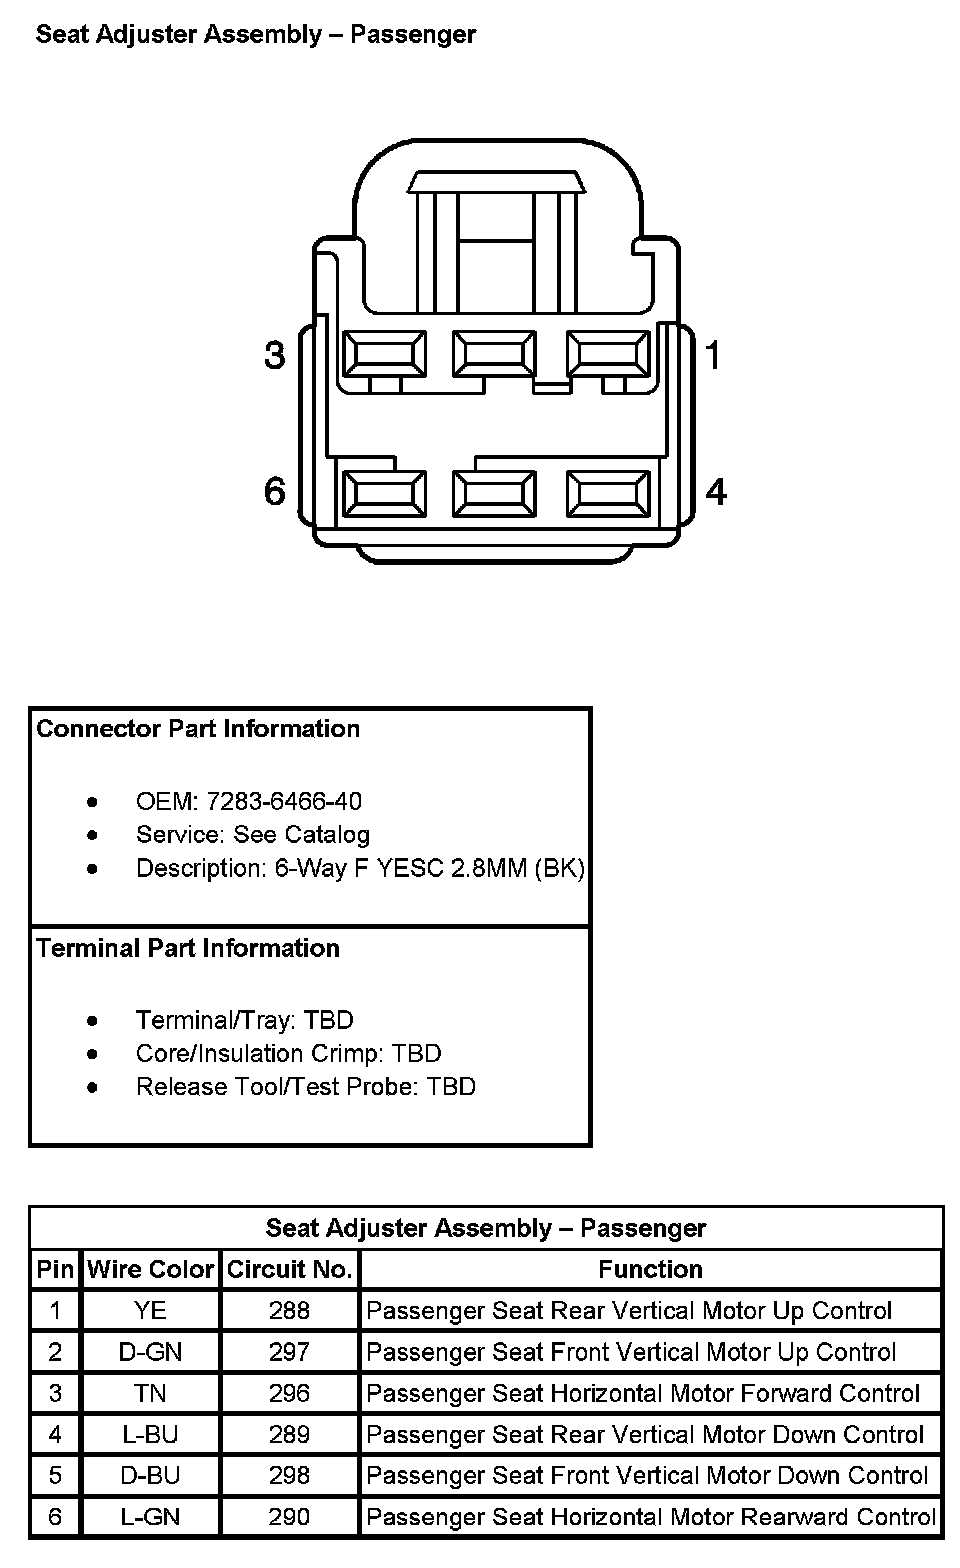 Seat Adjuster Assembly – Passenger
3 1
6 4
Connector Part Information
• OEM: 7283-6466-40
• Service: See Catalog
• Description: 6-Way F YESC 2.8MM (BK)
Terminal Part Information
• Terminal/Tray: TBD
• Core/Insulation Crimp: TBD
• Release Tool/Test Probe: TBD
Seat Adjuster Assembly – Passenger
Pin Wire Color Circuit No. Function
1 YE 288 Passenger Seat Rear Vertical Motor Up Control
2 D-GN 297 Passenger Seat Front Vertical Motor Up Control
3 TN 296 Passenger Seat Horizontal Motor Forward Control
4 L-BU 289 Passenger Seat Rear Vertical Motor Down Control
5 D-BU 298 Passenger Seat Front Vertical Motor Down Control
6 L-GN 290 Passenger Seat Horizontal Motor Rearward Control